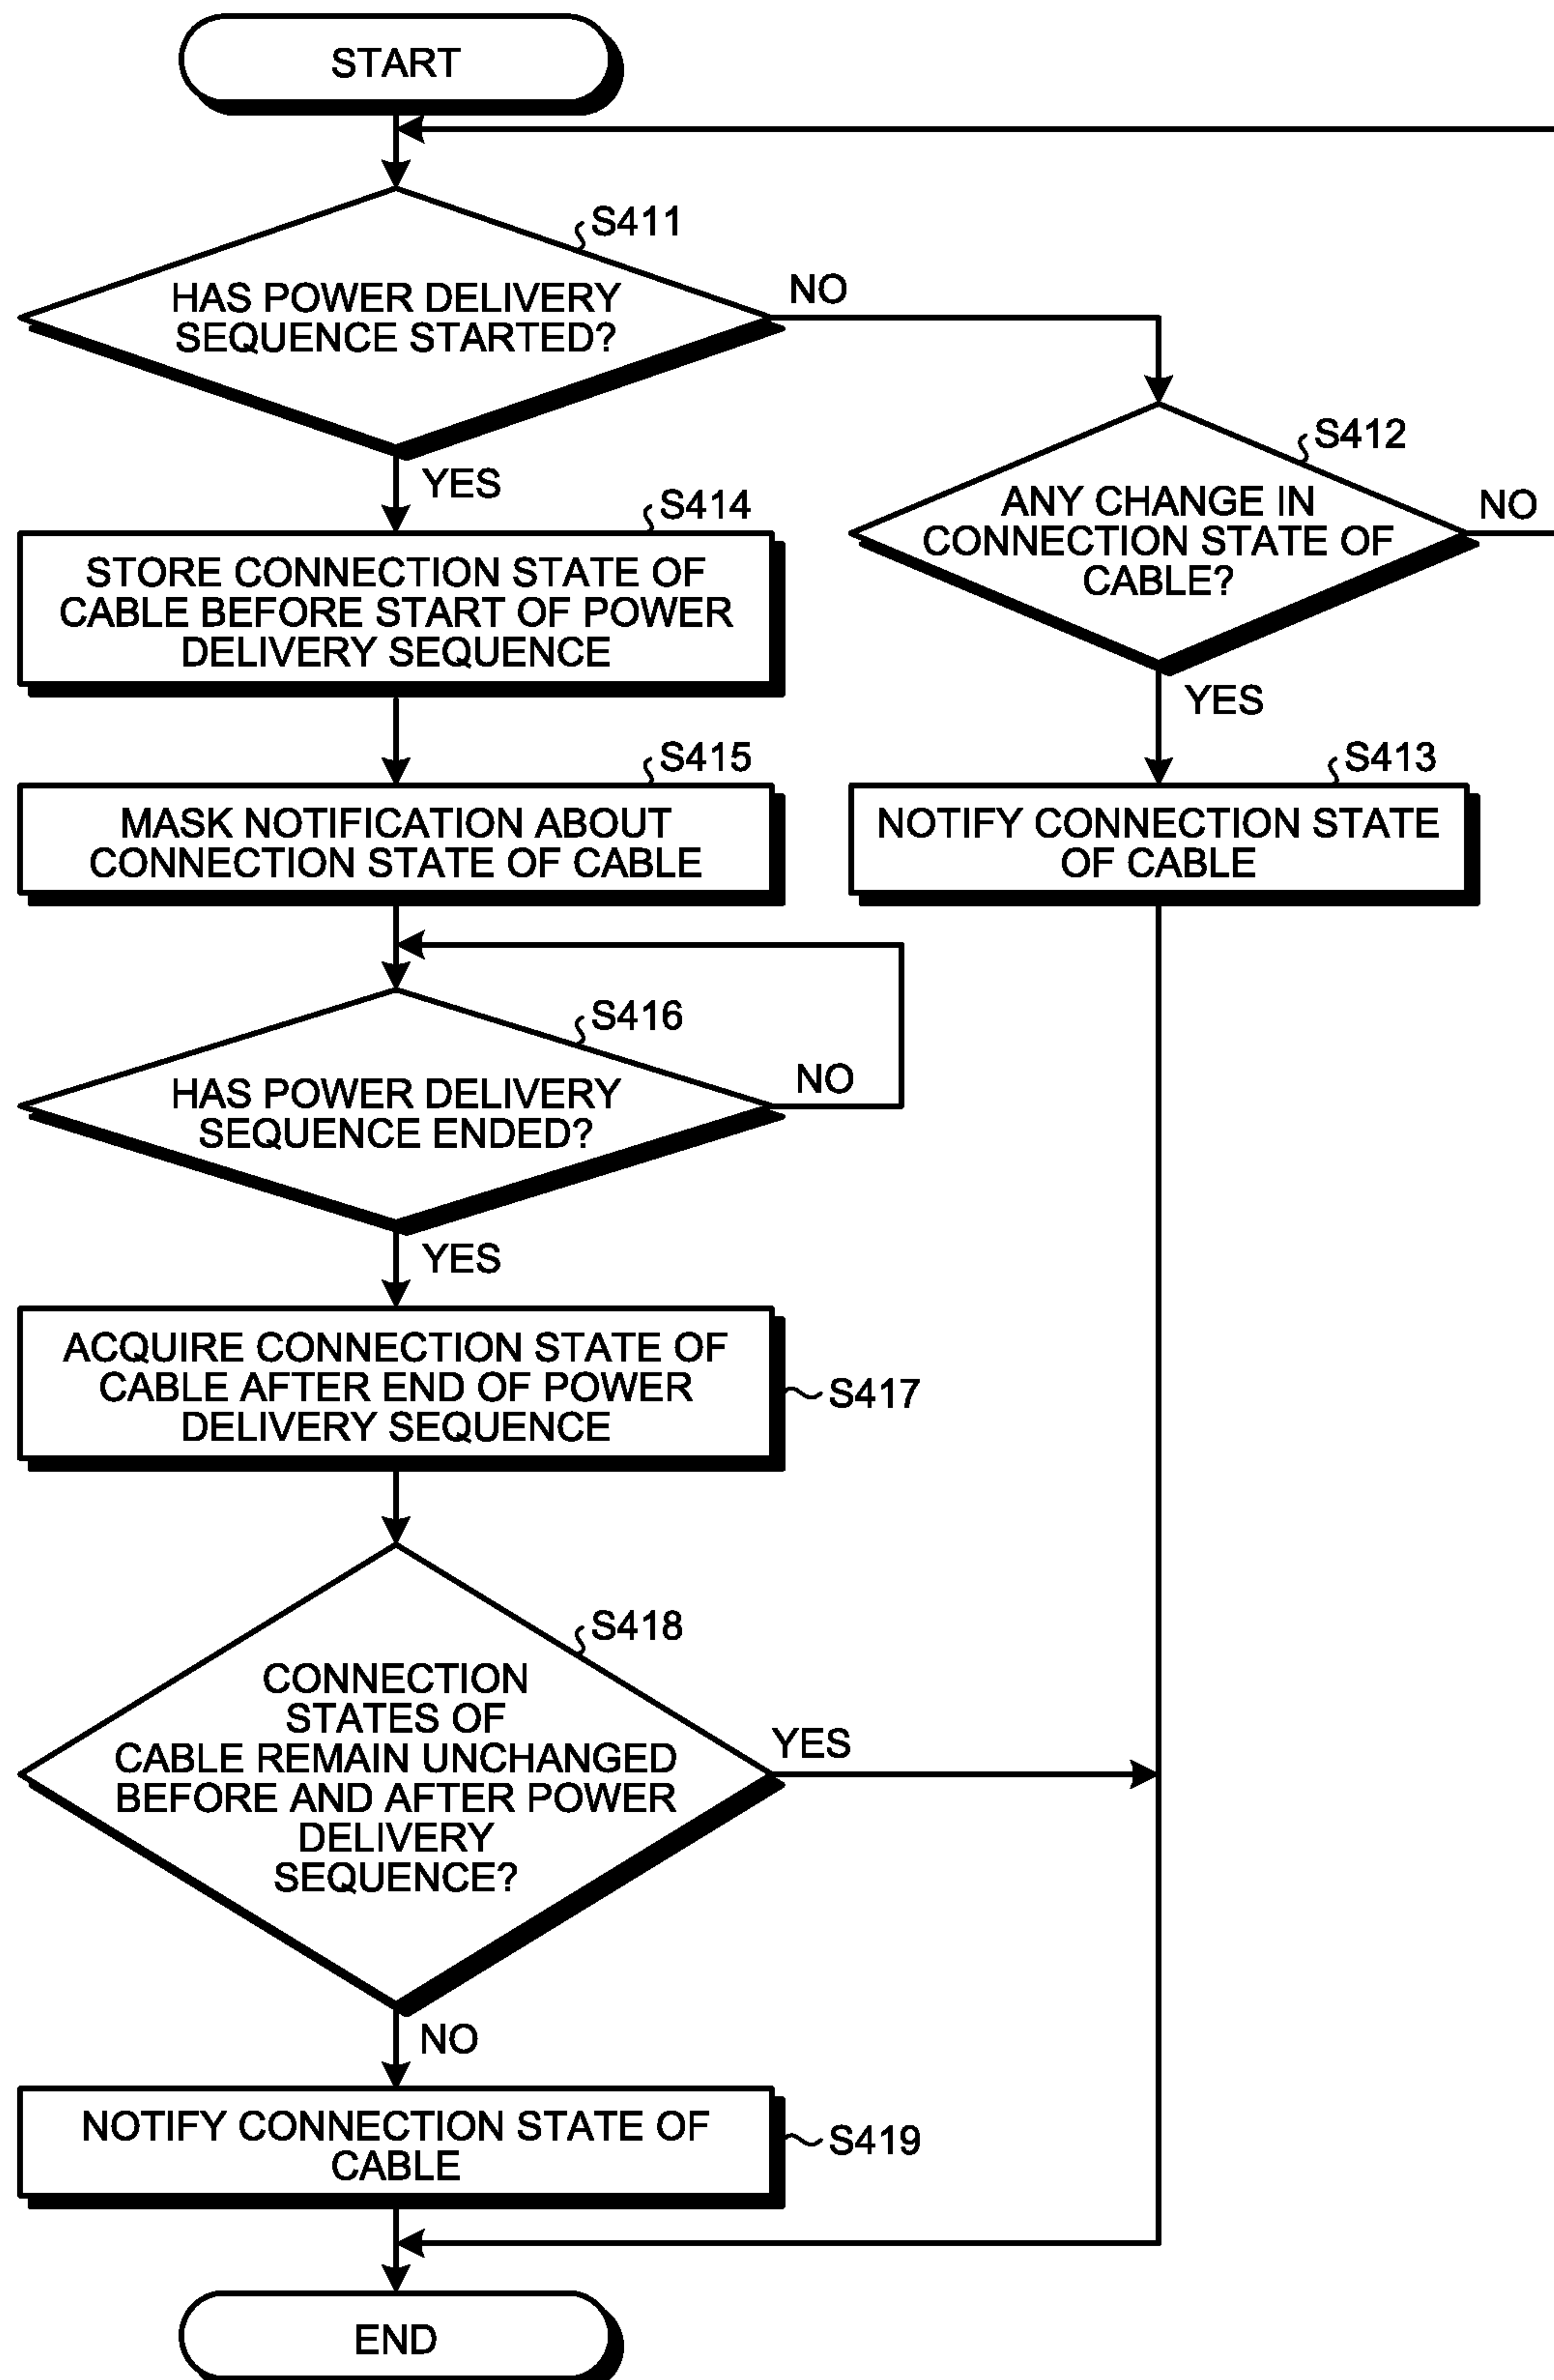 START
S411
HAS POWER DELIVERY
SEQUENCE STARTED?
NO
YES
S412
ANY CHANGE IN
CONNECTION STATE OF
CABLE?
NO
YES
S413
NOTIFY CONNECTION STATE
OF CABLE
S414
STORE CONNECTION STATE OF
CABLE BEFORE START OF POWER
DELIVERY SEQUENCE
S415
MASK NOTIFICATION ABOUT
CONNECTION STATE OF CABLE
S416
HAS POWER DELIVERY
SEQUENCE ENDED?
NO
YES
ACQUIRE CONNECTION STATE OF
CABLE AFTER END OF POWER
DELIVERY SEQUENCE
S417
S418
CONNECTION
STATES OF
CABLE REMAIN UNCHANGED
BEFORE AND AFTER POWER
DELIVERY
SEQUENCE?
YES
NO
NOTIFY CONNECTION STATE OF
CABLE
S419
END